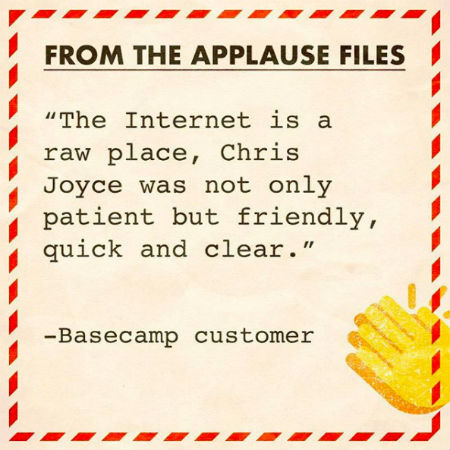 FROM THE APPLAUSE FILES
“The Internet is a
raw place, Chris
Joyce was not only
patient but friendly,
quick and clear.”
–Basecamp customer